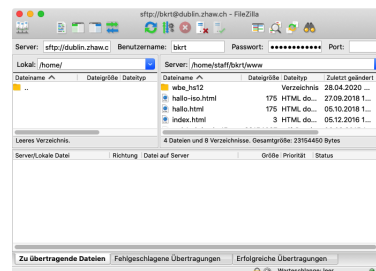 sftp://bkrt@dublin.zhaw.ch - FileZilla
Server: sftp://dublin.zhaw.c Benutzername: bkrt Passwort: ●●●●●●●●●●●● Port:
Lokal: /home/
Dateiname Dateigröße Dateityp
..
Leeres Verzeichnis.
Server: /home/staff/bkrt/www
Dateiname Dateigröße Dateityp Zuletzt geändert
wbe_hs12 Verzeichnis 28.04.2020 ...
hallo-iso.html 175 HTML do... 27.09.2018 1...
hallo.html 175 HTML do... 05.10.2018 1...
index.html 3 HTML do... 05.12.2016 1...
4 Dateien und 8 Verzeichnisse. Gesamtgröße: 23154450 Bytes
Server/Lokale Datei Richtung Datei auf Server Größe Priorität Status
Zu übertragende Dateien Fehlgeschlagene Übertragungen Erfolgreiche Übertragungen
Warteschlange: leer